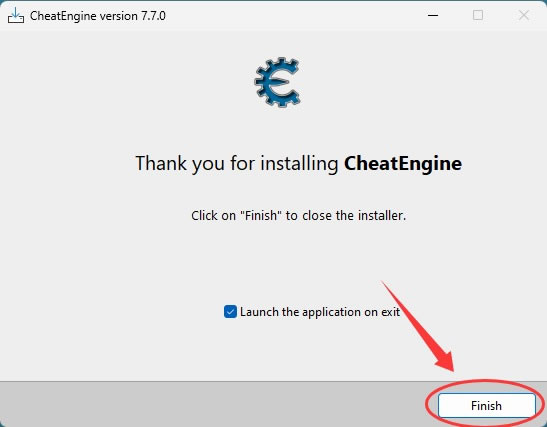 CheatEngine version 7.7.0
Thank you for installing CheatEngine
Click on "Finish" to close the installer.
Launch the application on exit
Finish